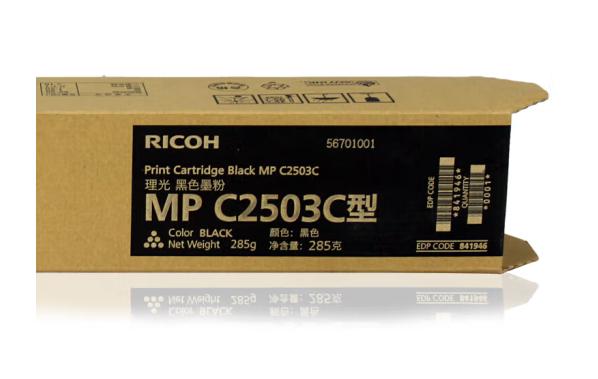 RICOH
56701001
Print Cartridge Black MP C2503C
理光 黑色墨粉
MP C2503C型
Color BLACK 颜色：黑色
Net Weight 285g 净含量：285克
EDP CODE
*841946*
QUANTITY
*0001*
EDP CODE 841946